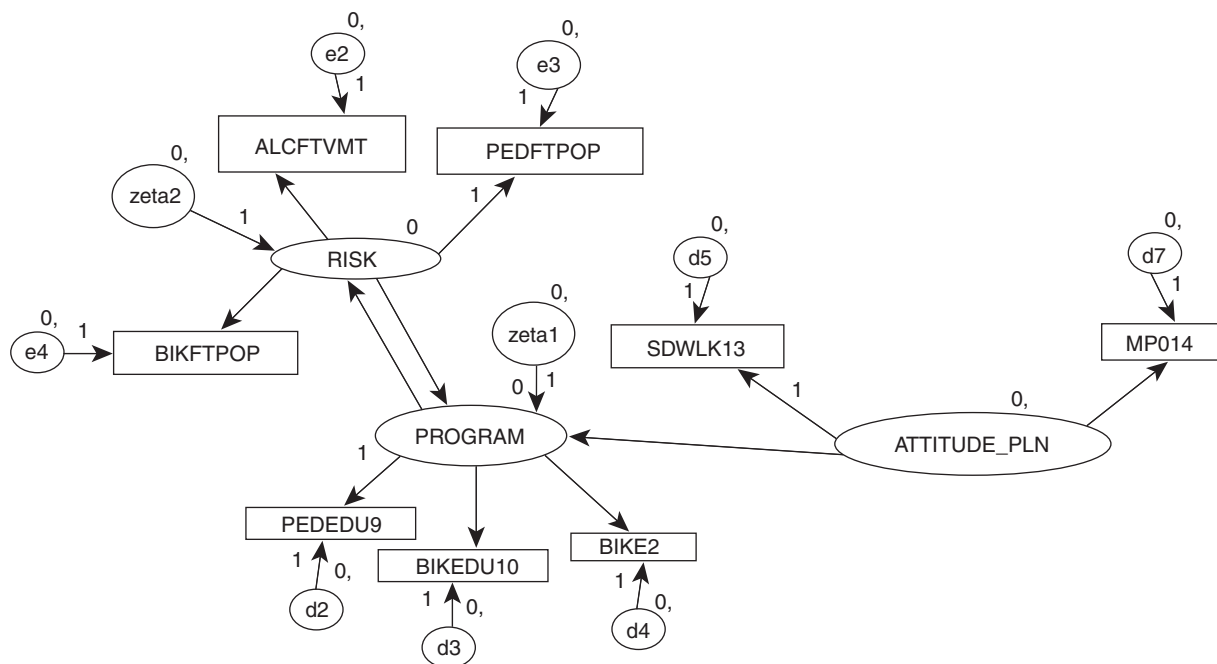 0,
e2
1
0,
e3
1
ALCFTVMT
PEDFTPOP
0,
zeta2
1
1
0
RISK
0,
d5
1
0,
d7
1
0,
e4
1
BIKFTPOP
0,
zeta1
1
0
SDWLK13
MP014
1
0,
PROGRAM
ATTITUDE_PLN
1
PEDEDU9
BIKEDU10
BIKE2
1
0,
d2
1
0,
d3
1
0,
d4